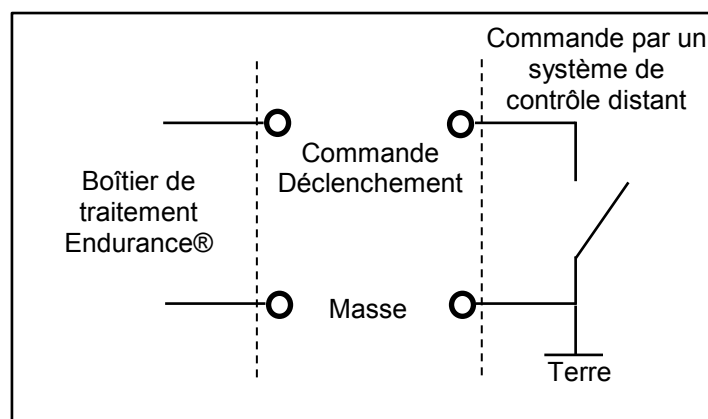 Commande par un
système de
contrôle distant
Commande
Déclenchement
Boîtier de
traitement
Endurance®
Masse
Terre